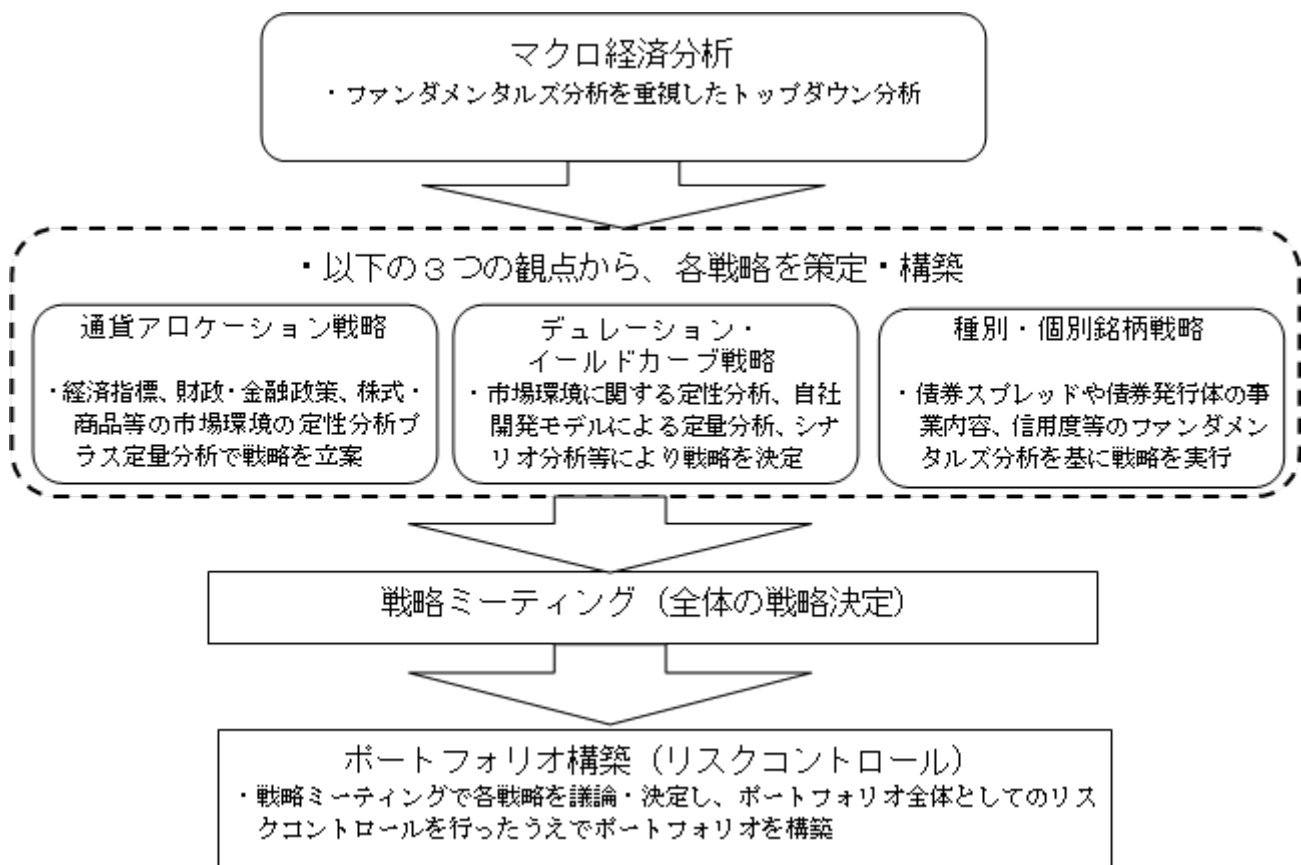 マクロ経済分析
・ファンダメンタルズ分析を重視したトップダウン分析
・以下の３つの観点から、各戦略を策定・構築
通貨アロケーション戦略
・経済指標、財政・金融政策、株式・
商品等の市場環境の定性分析プ
ラス定量分析で戦略を立案
デュレーション・
イールドカーブ戦略
・市場環境に関する定性分析、自社
開発モデルによる定量分析、シナ
リオ分析等により戦略を決定
種別・個別銘柄戦略
・債券スプレッドや債券発行体の事
業内容、信用度等のファンダメン
タルズ分析を基に戦略を実行
戦略ミーティング（全体の戦略決定）
ポートフォリオ構築（リスクコントロール）
・戦略ミーティングで各戦略を議論・決定し、ポートフォリオ全体としてのリス
クコントロールを行ったうえでポートフォリオを構築